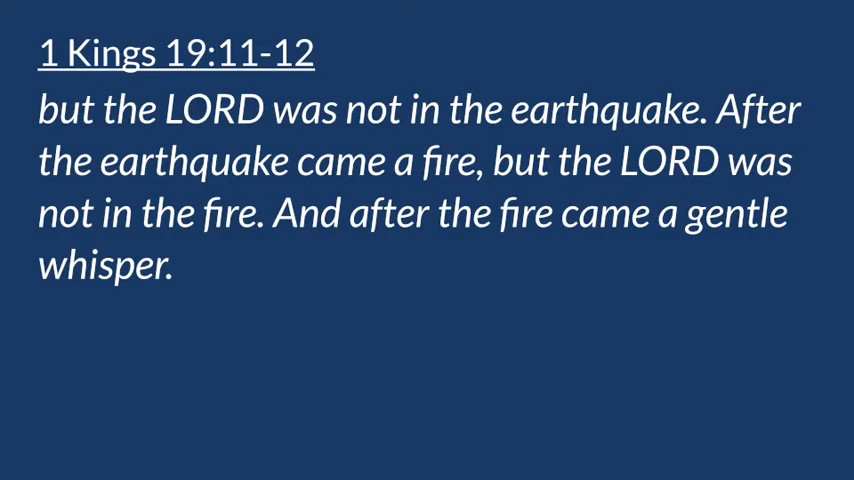 1 Kings 19:11-12
but the LORD was not in the earthquake. After
the earthquake came a fire, but the LORD was
not in the fire. And after the fire came a gentle
whisper.